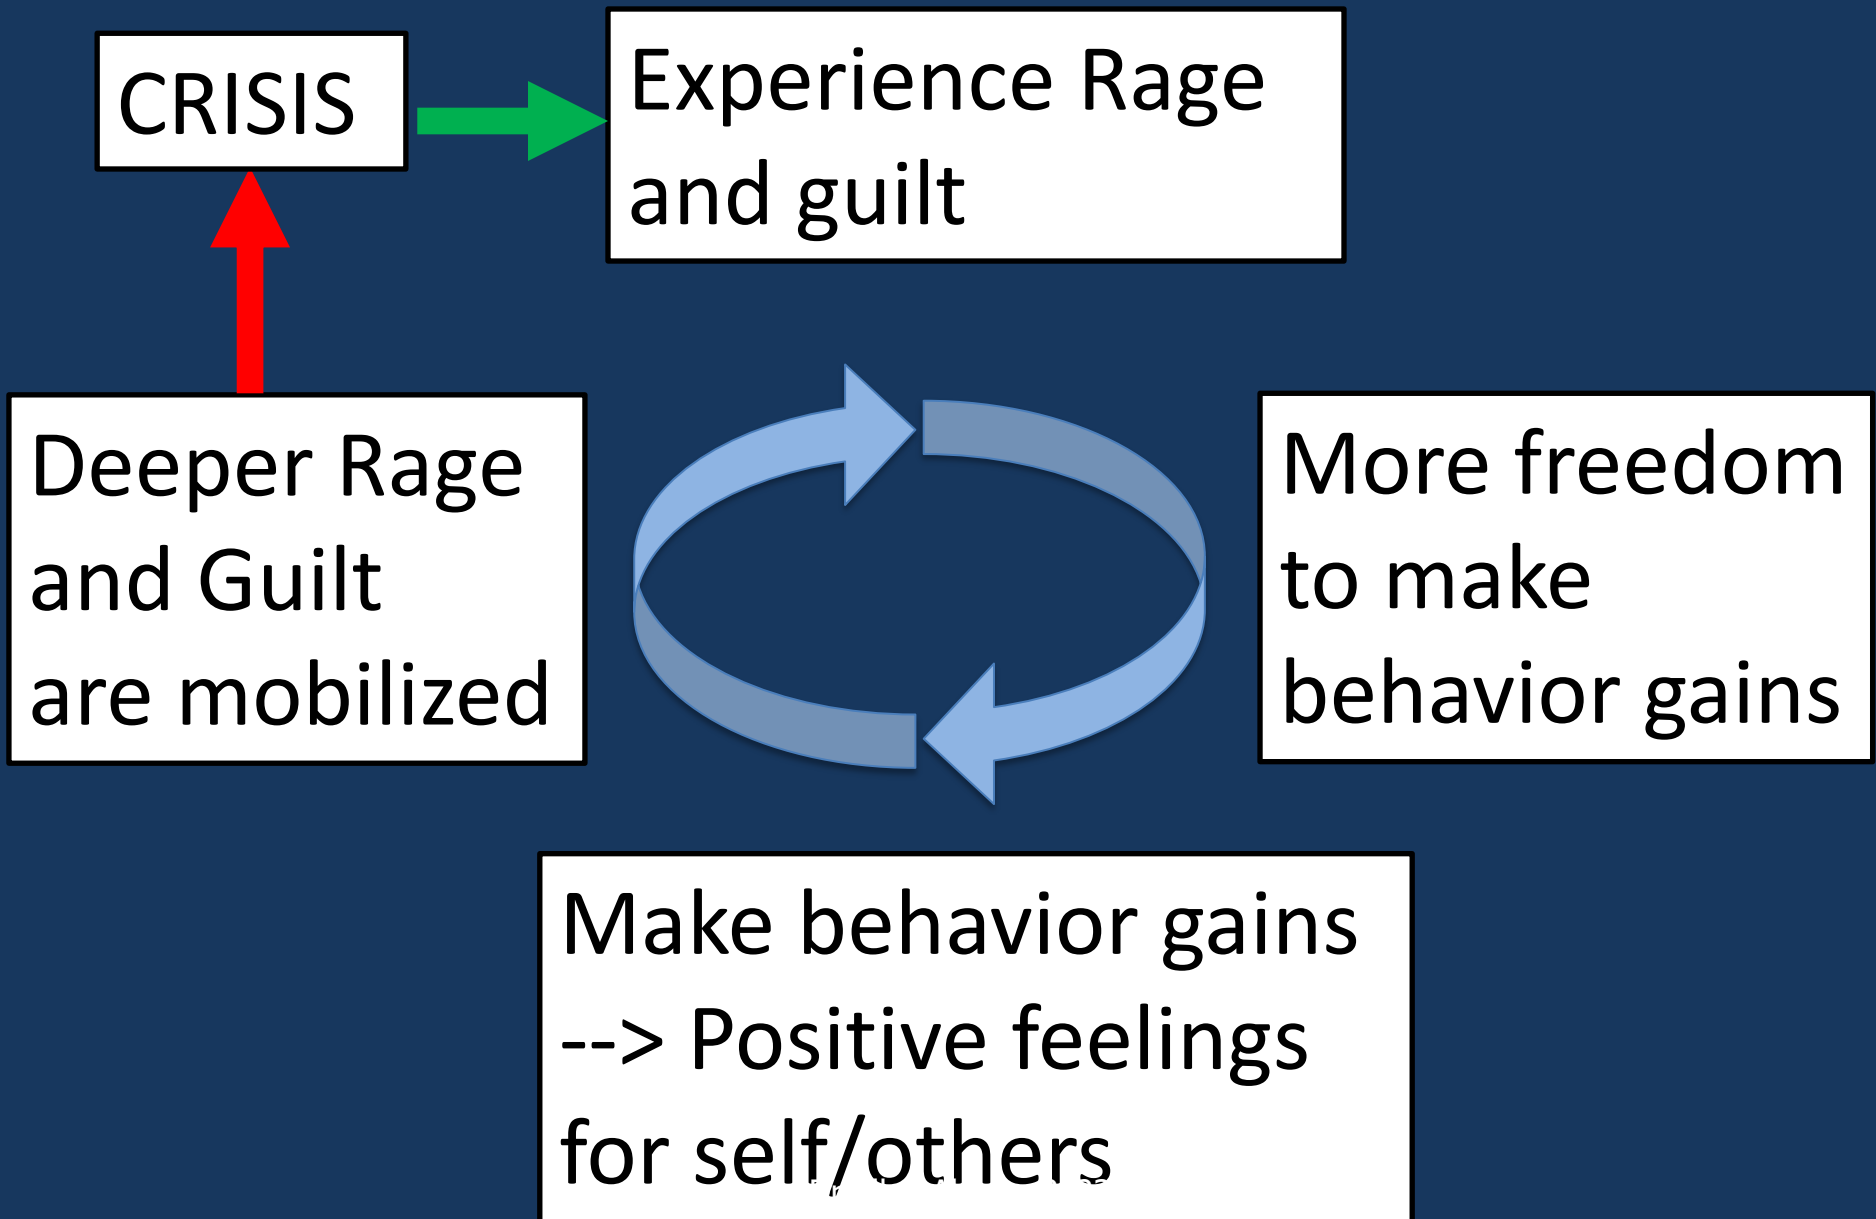 CRISIS
Experience Rage
and guilt
Deeper Rage
and Guilt
are mobilized
More freedom
to make
behavior gains
Make behavior gains
--> Positive feelings
for self/others